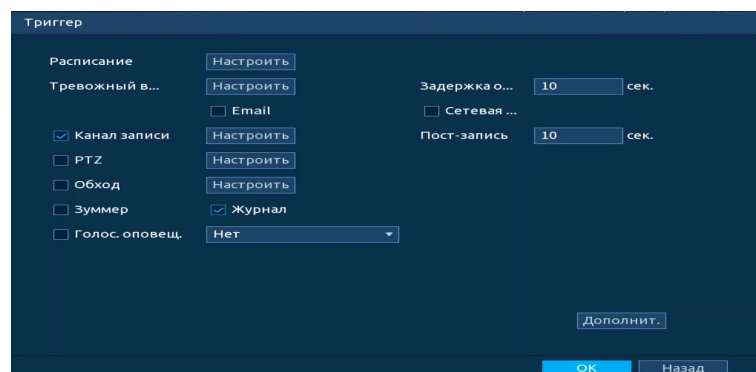 Триггер
Расписание Настроить
Тревожный в... Настроить Задержка о... 10 сек.
Email Сетевая ...
Канал записи Настроить Пост-запись 10 сек.
PTZ Настроить
Обход Настроить
Зуммер Журнал
Голос. оповещ. Нет
Дополнит.
OK Назад